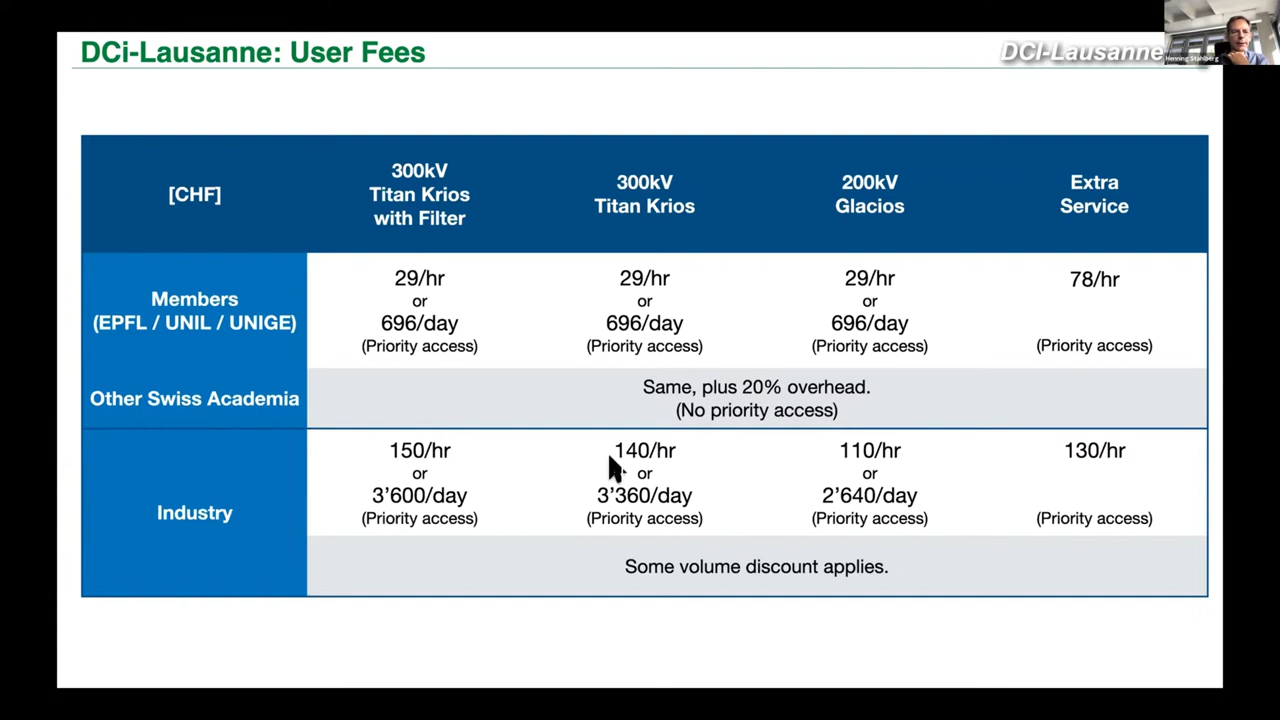 DCi-Lausanne: User Fees
DCI-Lausanne
Henning Stahlberg
[CHF]
300kV
Titan Krios
with Filter
300kV
Titan Krios
200kV
Glacios
Extra
Service
Members
(EPFL / UNIL / UNIGE)
29/hr
or
696/day
(Priority access)
29/hr
or
696/day
(Priority access)
29/hr
or
696/day
(Priority access)
78/hr
(Priority access)
Other Swiss Academia
Same, plus 20% overhead.
(No priority access)
Industry
150/hr
or
3’600/day
(Priority access)
140/hr
or
3’360/day
(Priority access)
110/hr
or
2’640/day
(Priority access)
130/hr
(Priority access)
Some volume discount applies.